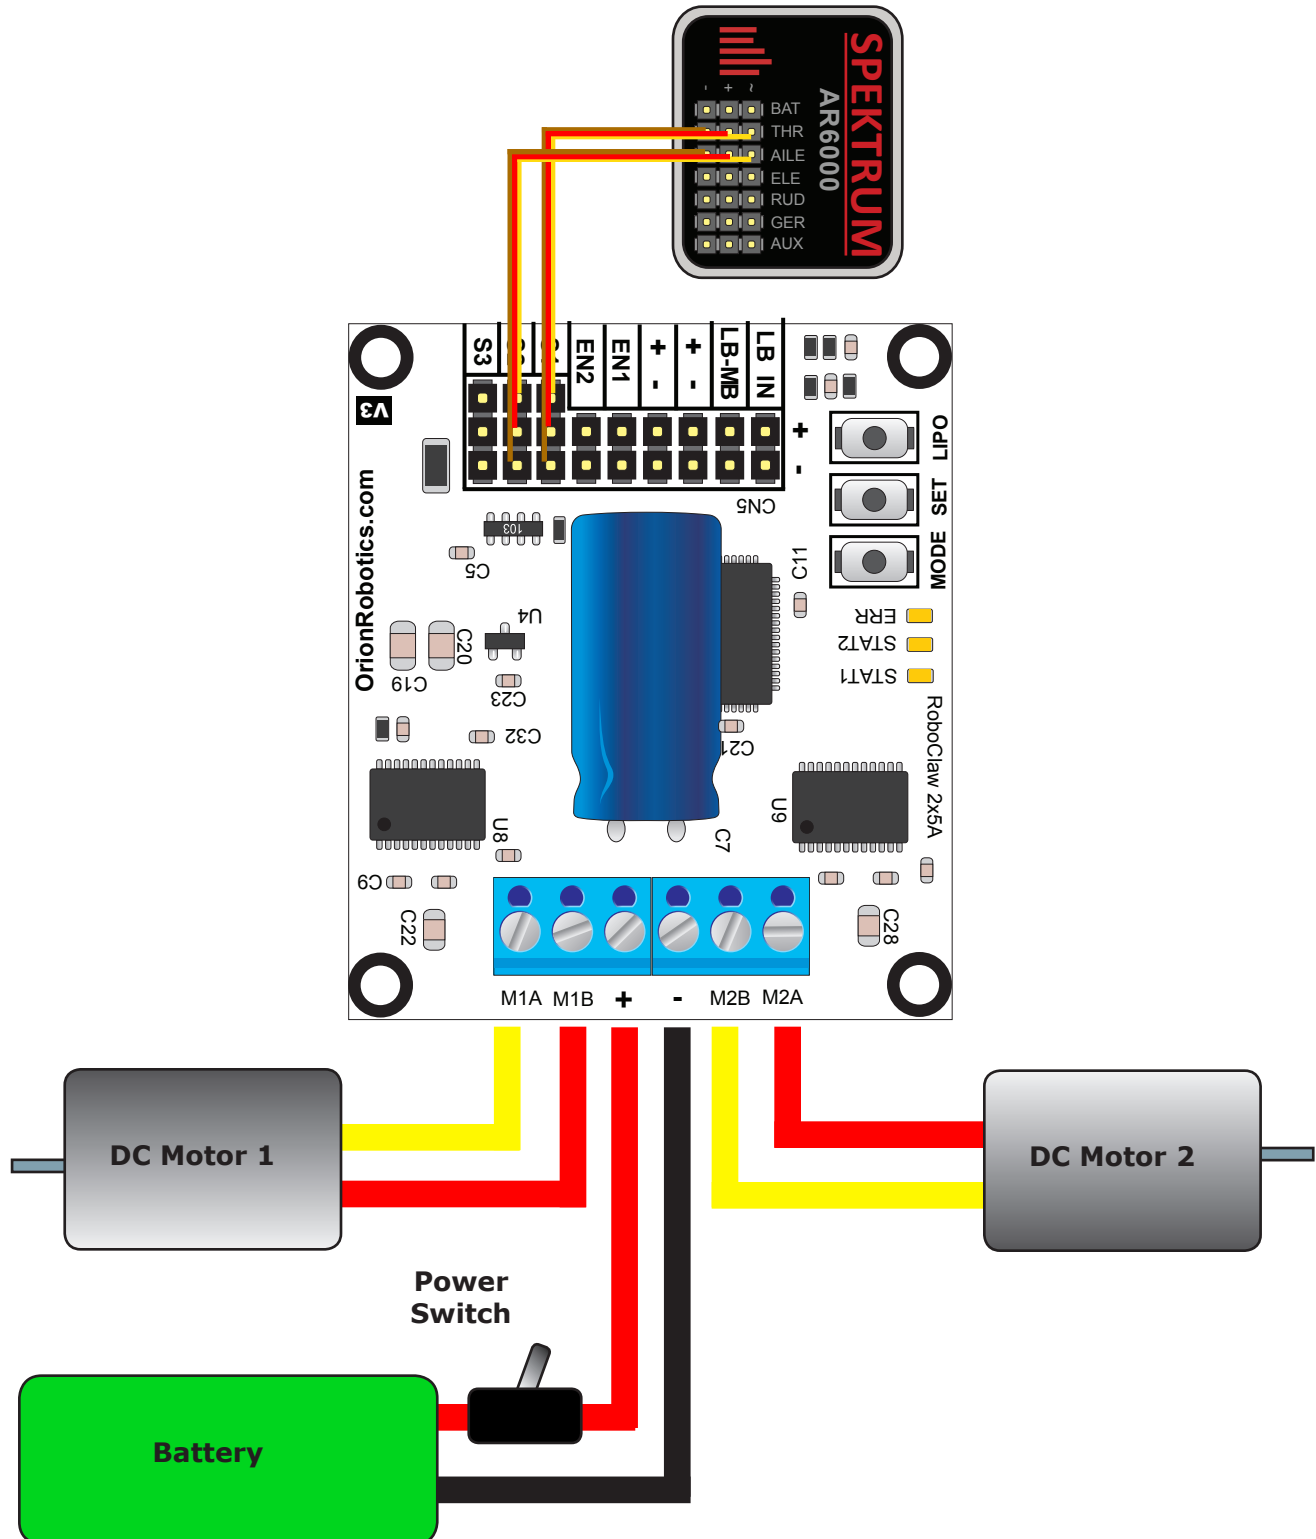 SPEKTRUM
AR6000
- + ~
BAT
THR
AILE
ELE
RUD
GER
AUX
S3
EN2
EN1
+ -
+ -
LB-MB
LB IN
+
-
V3
OrionRobotics.com
CN5
LIPO
SET
MODE
103
C5
C11
U4
ERR
STAT2
STAT1
C20
C19
C23
C32
C21
RoboClaw 2x5A
U8
U9
C7
C9
C22
C28
M1A M1B + - M2B M2A
DC Motor 1
DC Motor 2
Power
Switch
Battery